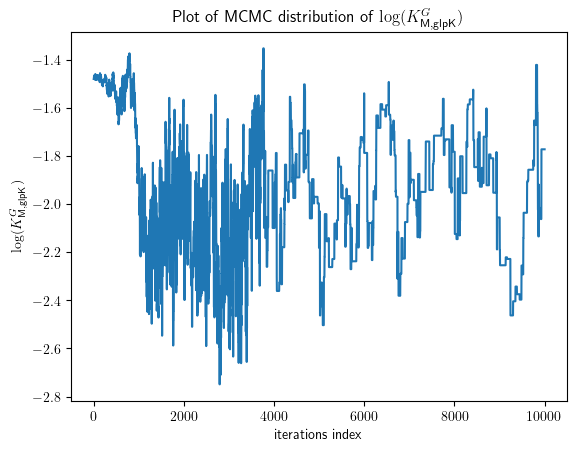 Plot of MCMC distribution of log(K^G_M,glpK)
−1.4
−1.6
−1.8
−2.0
−2.2
−2.4
−2.6
−2.8
log(K^G_M,glpK)
0 2000 4000 6000 8000 10000
iterations index